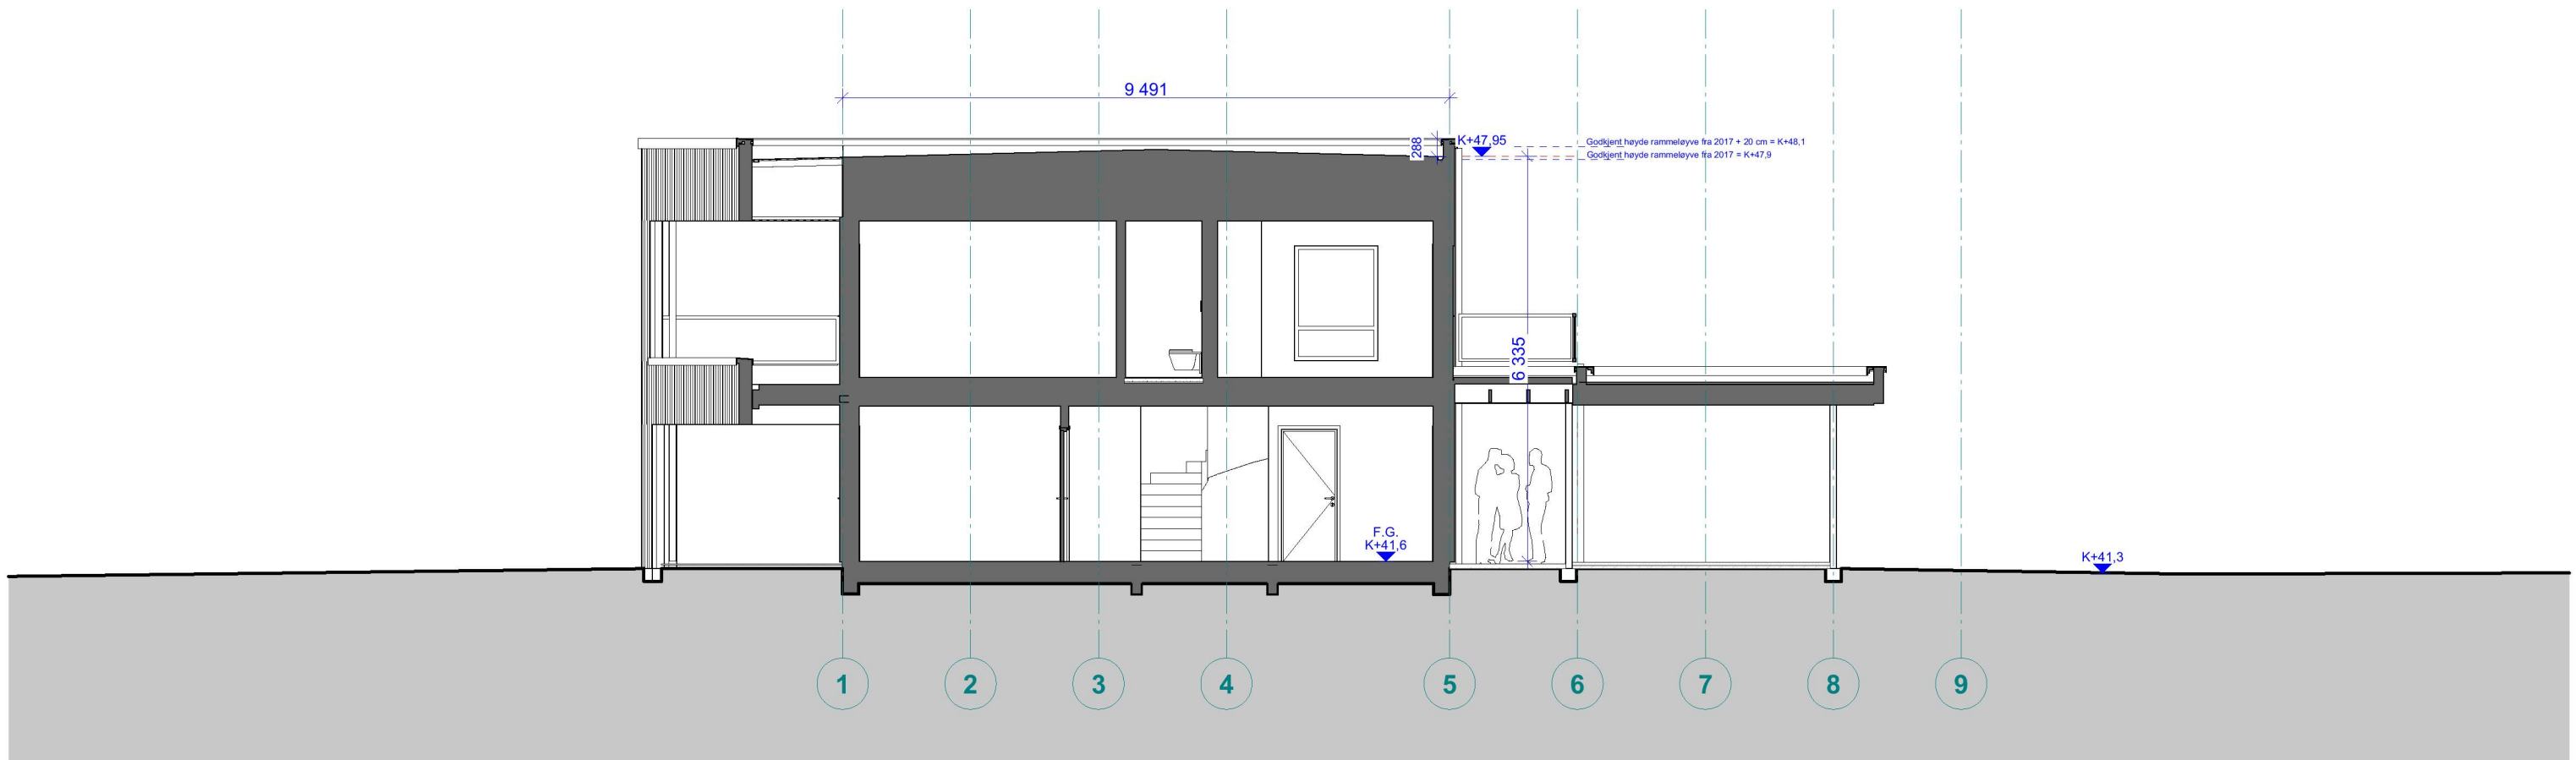 9 491
288
K+47,95
Godkjent høyde rammeløyve fra 2017 + 20 cm = K+48,1
Godkjent høyde rammeløyve fra 2017 = K+47,9
6 335
F.G.
K+41,6
K+41,3
1
2
3
4
5
6
7
8
9